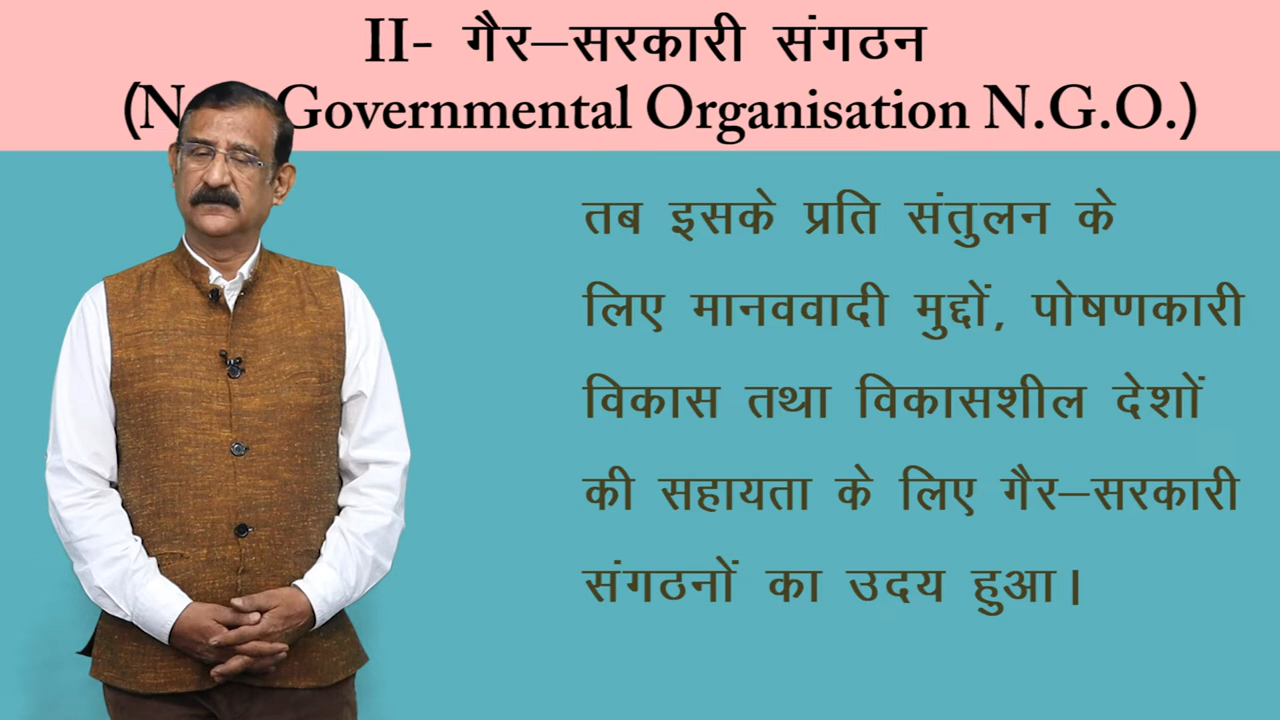 II- गैर–सरकारी संगठन
Governmental Organisation N.G.O.)
तब इसके प्रति संतुलन के
लिए मानववादी मुद्दों, पोषणकारी
विकास तथा विकासशील देशों
की सहायता के लिए गैर–सरकारी
संगठनों का उदय हुआ।